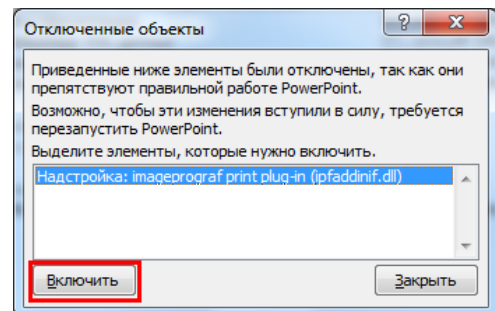 Отключенные объекты
Приведенные ниже элементы были отключены, так как они
препятствуют правильной работе PowerPoint.
Возможно, чтобы эти изменения вступили в силу, требуется
перезапустить PowerPoint.
Выделите элементы, которые нужно включить.
Надстройка: imageprograf print plug-in (ipfaddinif.dll)
Включить
Закрыть